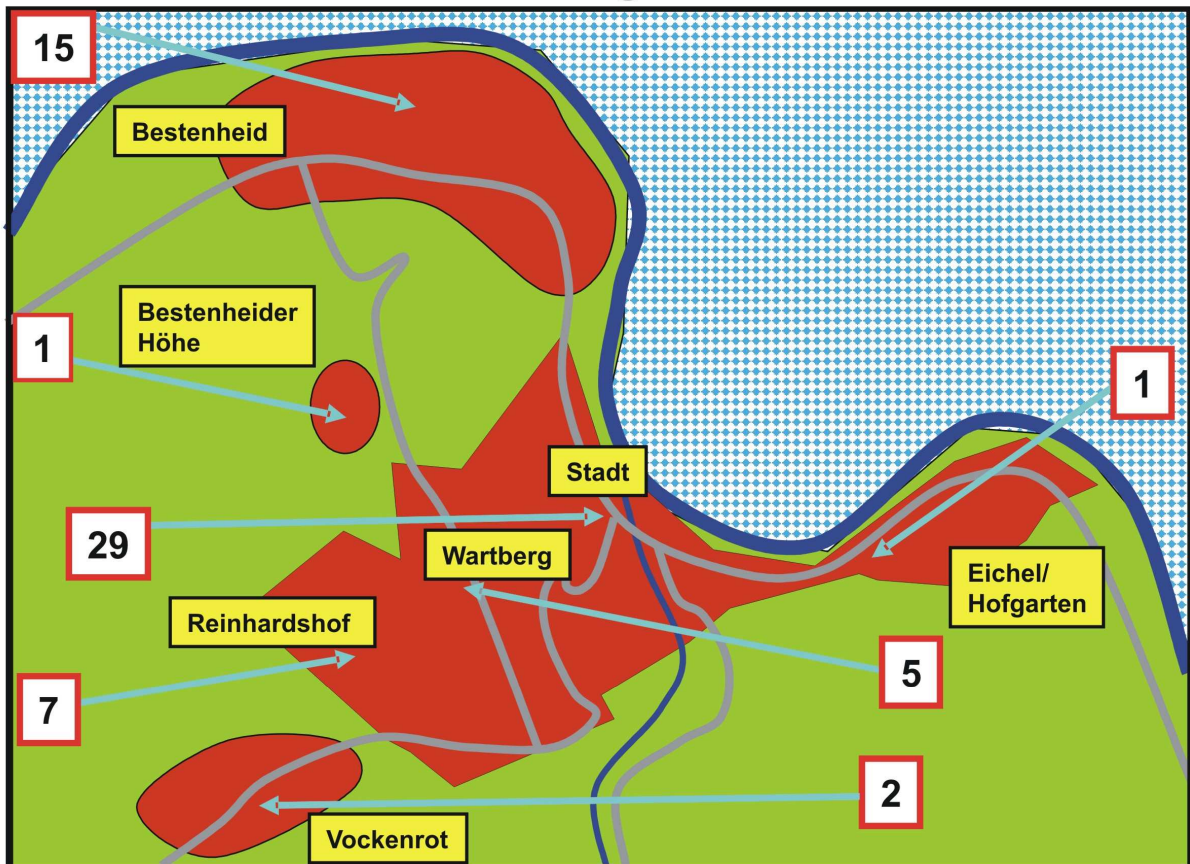 15
Bestenheid
Bestenheider
Höhe
1
1
Stadt
29
Wartberg
Eichel/
Hofgarten
Reinhardshof
5
7
2
Vockenrot